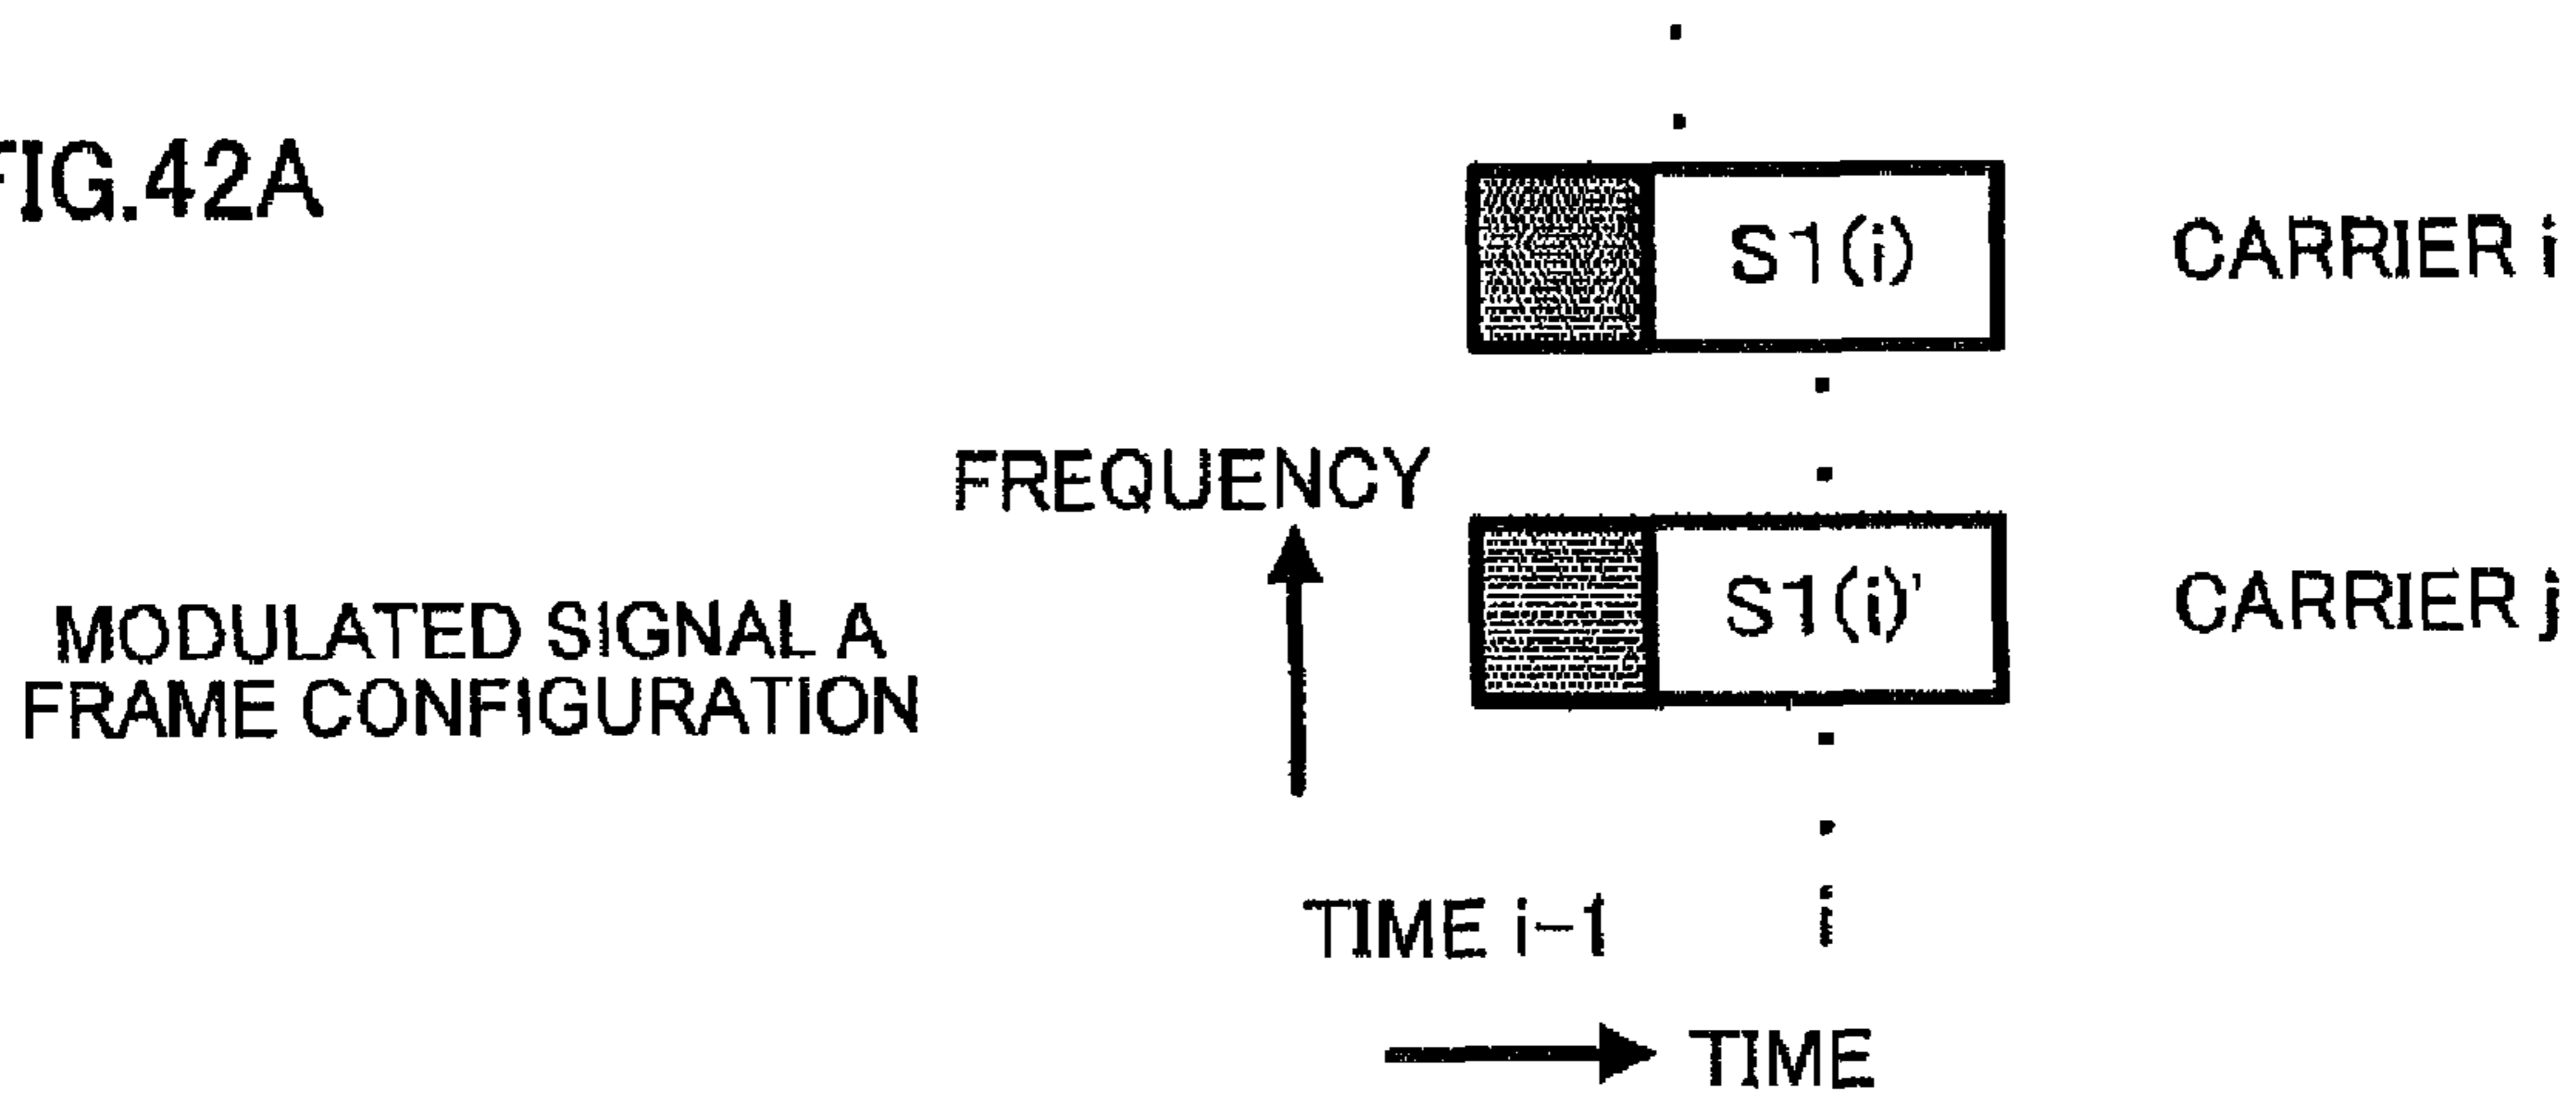 FIG.42A
S1(i)
CARRIER i
FREQUENCY
S1(i)'
CARRIER j
MODULATED SIGNAL A
FRAME CONFIGURATION
TIME i-1
i
TIME